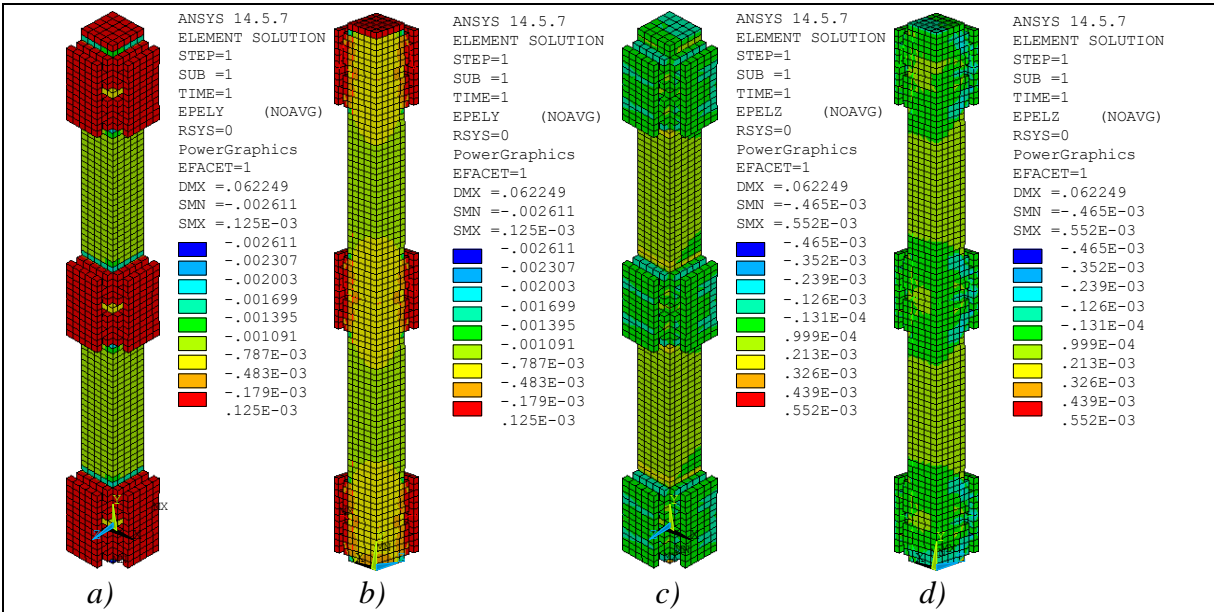 ANSYS 14.5.7
ELEMENT SOLUTION
STEP=1
SUB =1
TIME=1
EPELY (NOAVG)
RSYS=0
PowerGraphics
EFACET=1
DMX =.062249
SMN =-.002611
SMX =.125E-03
-.002611
-.002307
-.002003
-.001699
-.001395
-.001091
-.787E-03
-.483E-03
-.179E-03
.125E-03
ANSYS 14.5.7
ELEMENT SOLUTION
STEP=1
SUB =1
TIME=1
EPELY (NOAVG)
RSYS=0
PowerGraphics
EFACET=1
DMX =.062249
SMN =-.002611
SMX =.125E-03
-.002611
-.002307
-.002003
-.001699
-.001395
-.001091
-.787E-03
-.483E-03
-.179E-03
.125E-03
ANSYS 14.5.7
ELEMENT SOLUTION
STEP=1
SUB =1
TIME=1
EPELZ (NOAVG)
RSYS=0
PowerGraphics
EFACET=1
DMX =.062249
SMN =-.465E-03
SMX =.552E-03
-.465E-03
-.352E-03
-.239E-03
-.126E-03
-.131E-04
.999E-04
.213E-03
.326E-03
.439E-03
.552E-03
ANSYS 14.5.7
ELEMENT SOLUTION
STEP=1
SUB =1
TIME=1
EPELZ (NOAVG)
RSYS=0
PowerGraphics
EFACET=1
DMX =.062249
SMN =-.465E-03
SMX =.552E-03
-.465E-03
-.352E-03
-.239E-03
-.126E-03
-.131E-04
.999E-04
.213E-03
.326E-03
.439E-03
.552E-03
a) b) c) d)